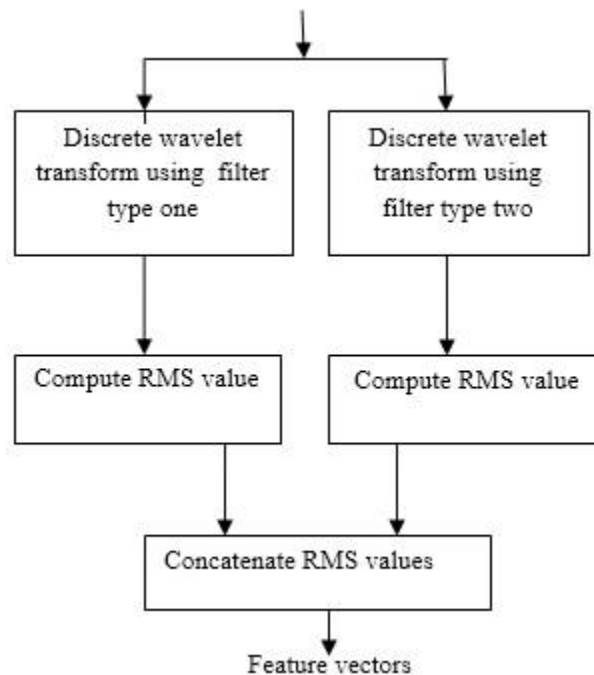 Discrete wavelet
transform using filter
type one
Discrete wavelet
transform using
filter type two
Compute RMS value
Compute RMS value
Concatenate RMS values
Feature vectors